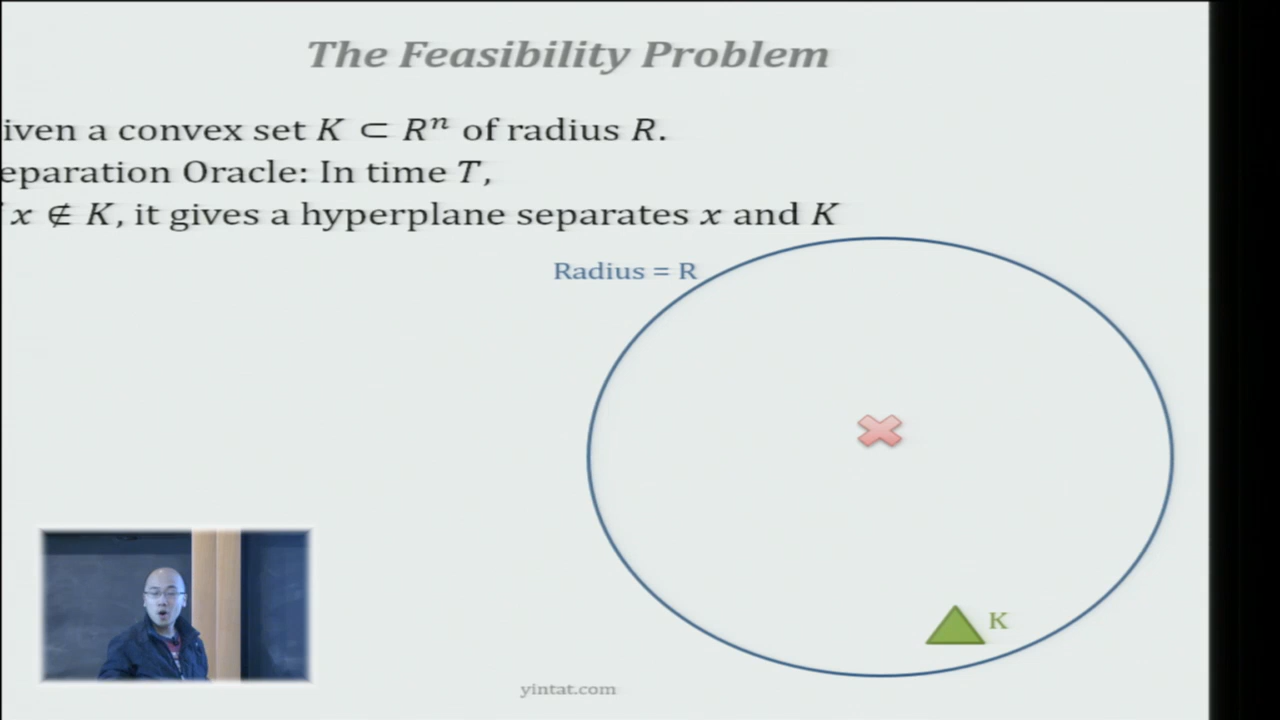 The Feasibility Problem
iven a convex set K ⊂ Rⁿ of radius R.
eparation Oracle: In time T,
x ∉ K, it gives a hyperplane separates x and K
Radius = R
K
yintat.com